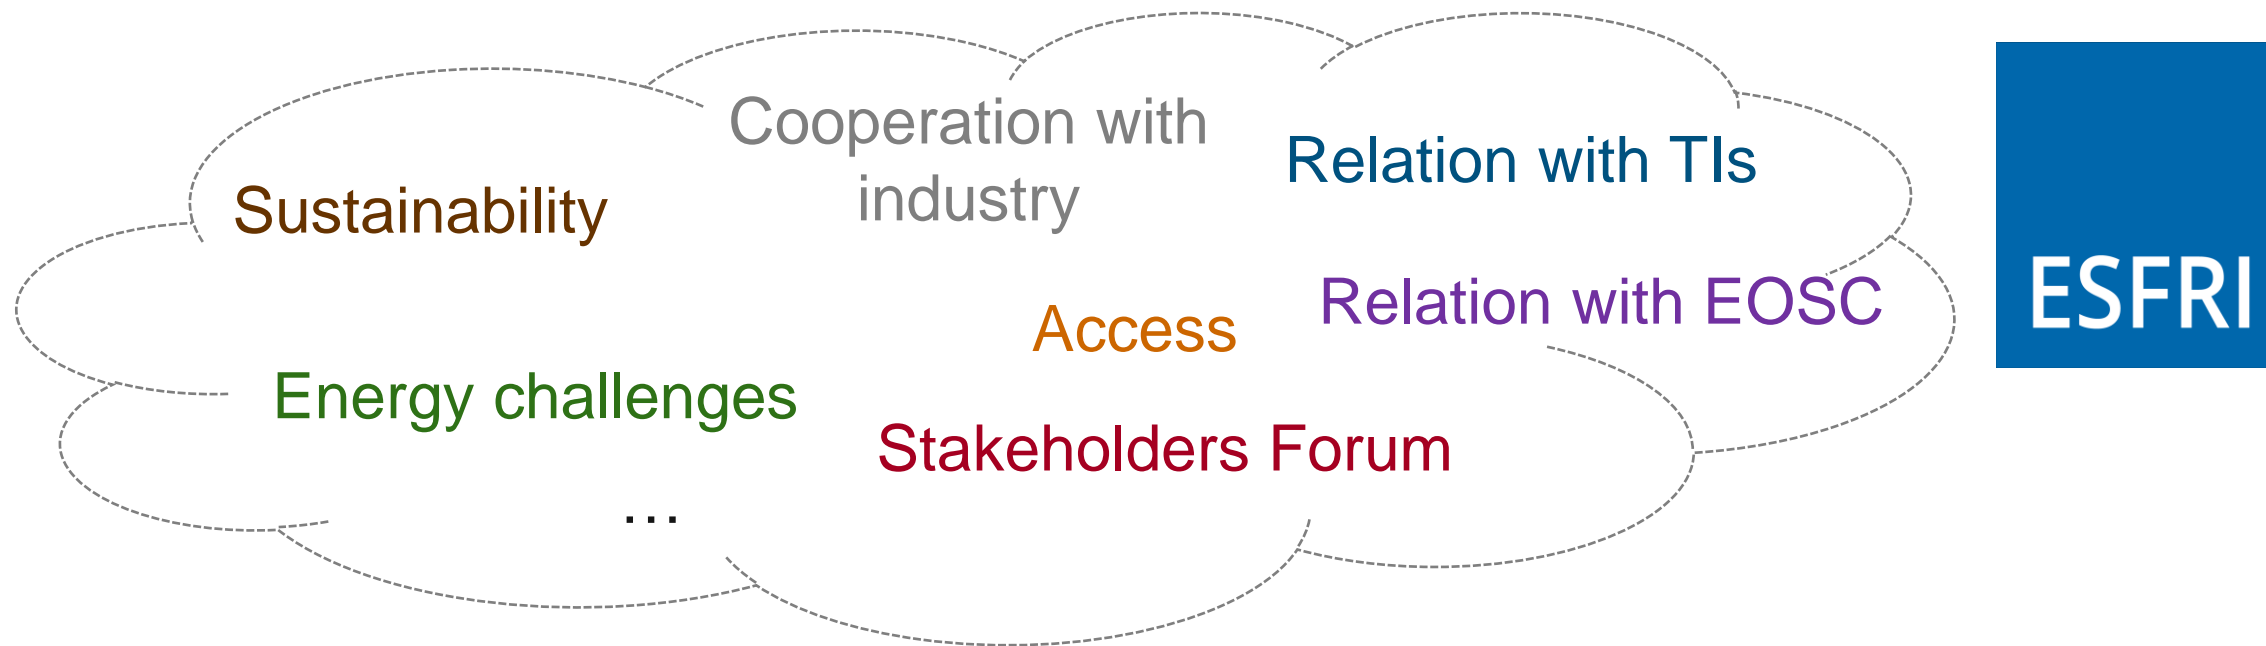 Cooperation with
industry
Relation with TIs
Sustainability
Relation with EOSC
Access
Energy challenges
Stakeholders Forum
…
ESFRI